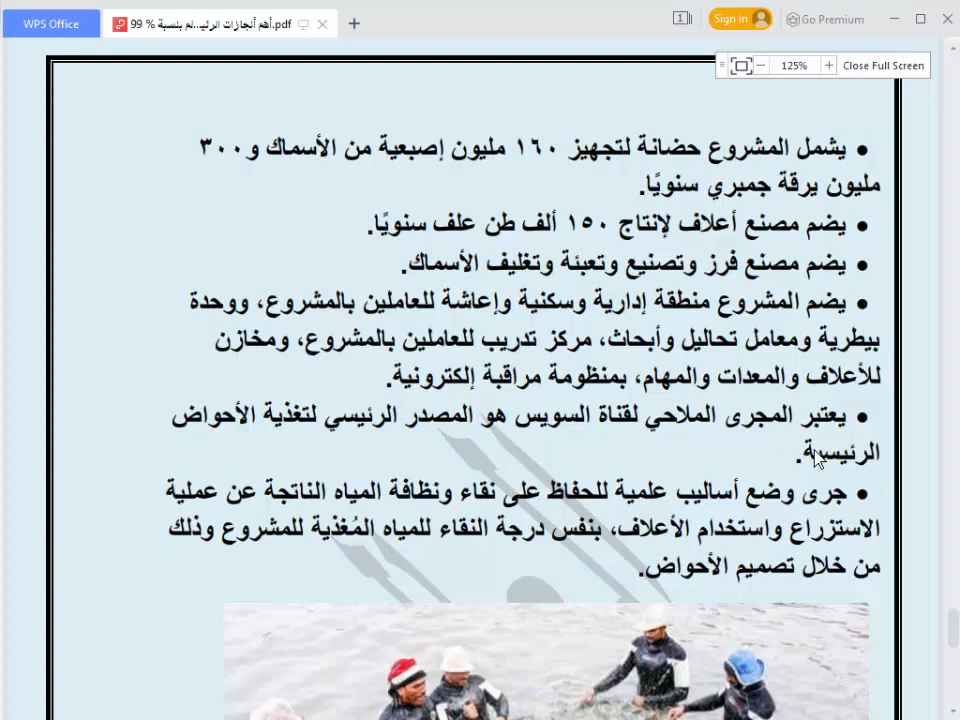 WPS Office
أهم أنجازات الرئيـ...لم بنسبة % 99.pdf
1
Sign in
Go Premium
125%
Close Full Screen
● يشمل المشروع حضانة لتجهيز ١٦٠ مليون إصبعية من الأسماك و٣٠٠
مليون يرقة جمبري سنويًا.
● يضم مصنع أعلاف لإنتاج ١٥٠ ألف طن علف سنويًا.
● يضم مصنع فرز وتصنيع وتعبئة وتغليف الأسماك.
● يضم المشروع منطقة إدارية وسكنية وإعاشة للعاملين بالمشروع، ووحدة
بيطرية ومعامل تحاليل وأبحاث، مركز تدريب للعاملين بالمشروع، ومخازن
للأعلاف والمعدات والمهام، بمنظومة مراقبة إلكترونية.
● يعتبر المجرى الملاحي لقناة السويس هو المصدر الرئيسي لتغذية الأحواض
الرئيسية.
● جرى وضع أساليب علمية للحفاظ على نقاء ونظافة المياه الناتجة عن عملية
الاستزراع واستخدام الأعلاف، بنفس درجة النقاء للمياه المُغذية للمشروع وذلك
من خلال تصميم الأحواض.